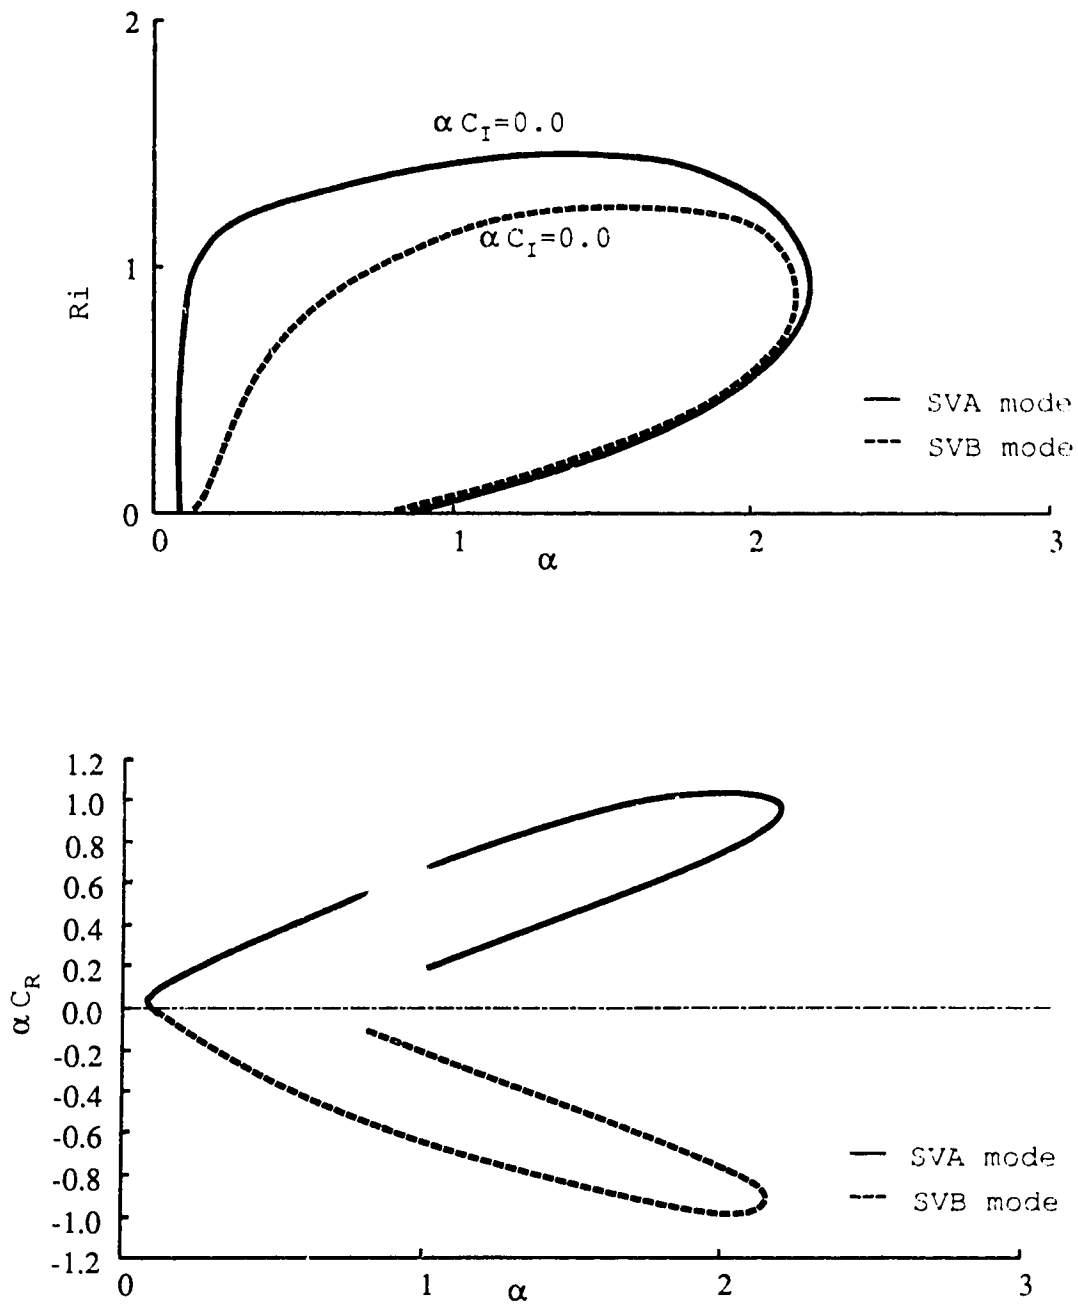 2
α C_I=0.0
α C_I=0.0
1
Ri
SVA mode
SVB mode
0
0 1 2 3
α
1.2
1.0
0.8
0.6
0.4
0.2
0.0
α C_R
-0.2
-0.4
-0.6
-0.8
-1.0
-1.2
SVA mode
SVB mode
0 1 2 3
α